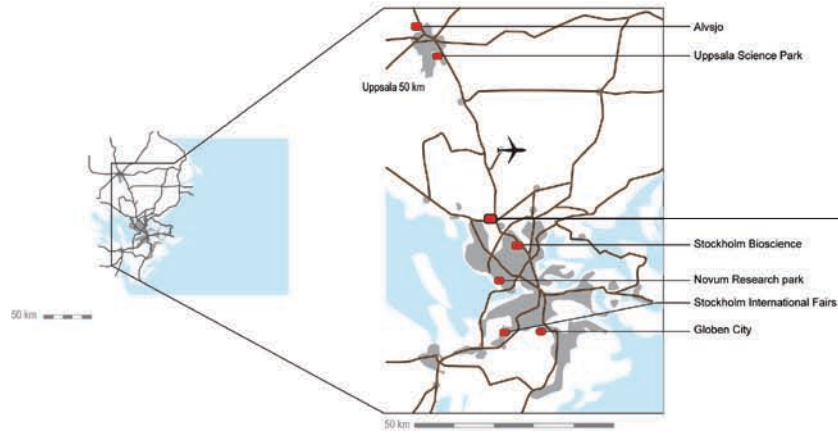 Alvsjo
Uppsala Science Park
Uppsala 50 km
Stockholm Bioscience
Novum Research park
Stockholm International Fairs
Globen City
50 km
50 km